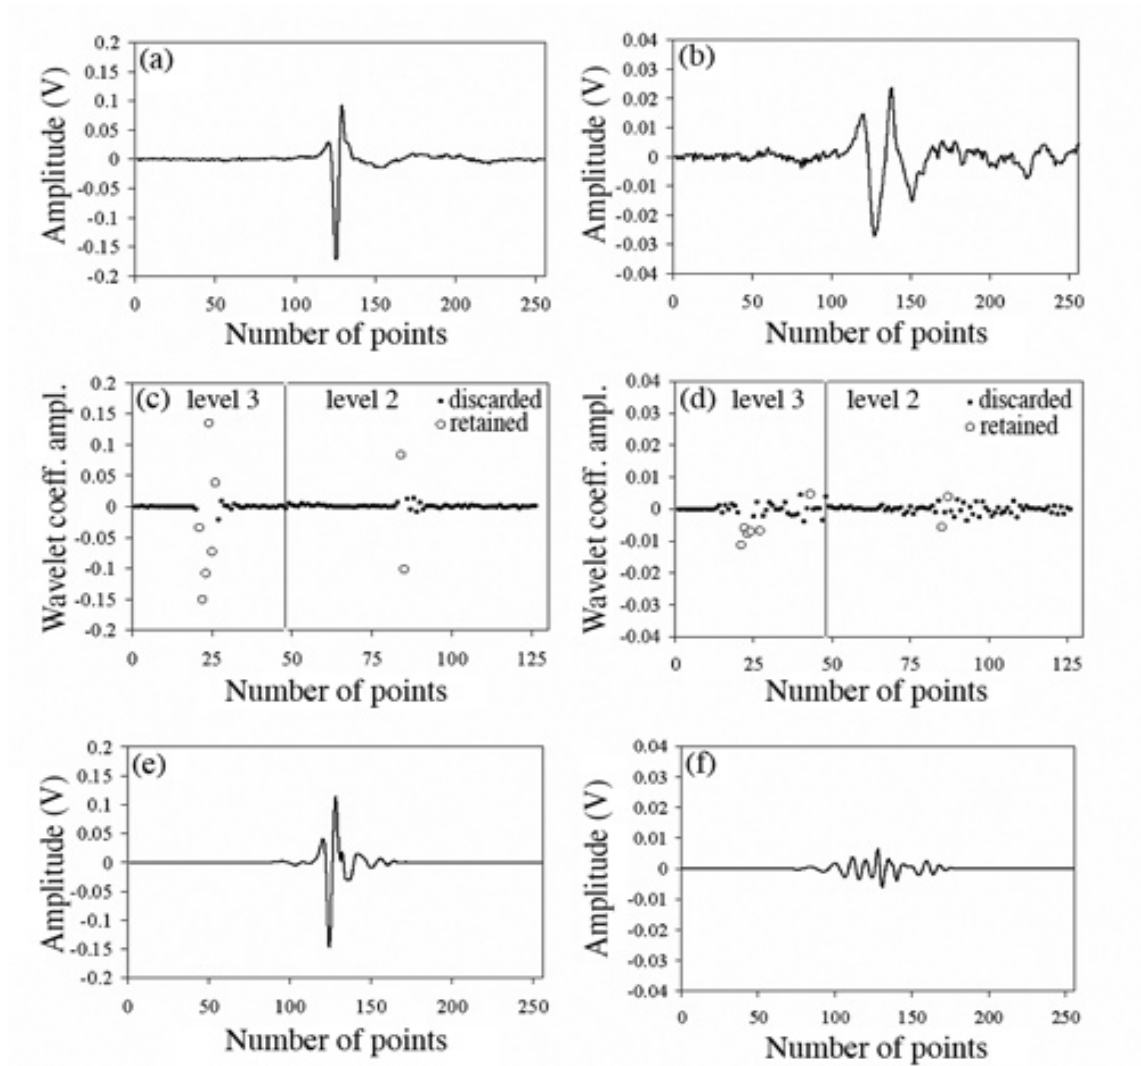 (a)
0.2
0.15
0.1
0.05
0
-0.05
-0.1
-0.15
-0.2
0 50 100 150 200 250
Amplitude (V)
Number of points
(b)
0.04
0.03
0.02
0.01
0
-0.01
-0.02
-0.03
-0.04
0 50 100 150 200 250
Amplitude (V)
Number of points
(c) level 3 level 2 discarded
retained
0.2
0.15
0.1
0.05
0
-0.05
-0.1
-0.15
-0.2
0 25 50 75 100 125
Wavelet coeff. ampl.
Number of points
(d) level 3 level 2 discarded
retained
0.04
0.03
0.02
0.01
0.00
-0.01
-0.02
-0.03
-0.04
0 25 50 75 100 125
Wavelet coeff. ampl.
Number of points
(e)
0.2
0.15
0.1
0.05
0
-0.05
-0.1
-0.15
-0.2
0 50 100 150 200 250
Amplitude (V)
Number of points
(f)
0.04
0.03
0.02
0.01
0
-0.01
-0.02
-0.03
-0.04
0 50 100 150 200 250
Amplitude (V)
Number of points